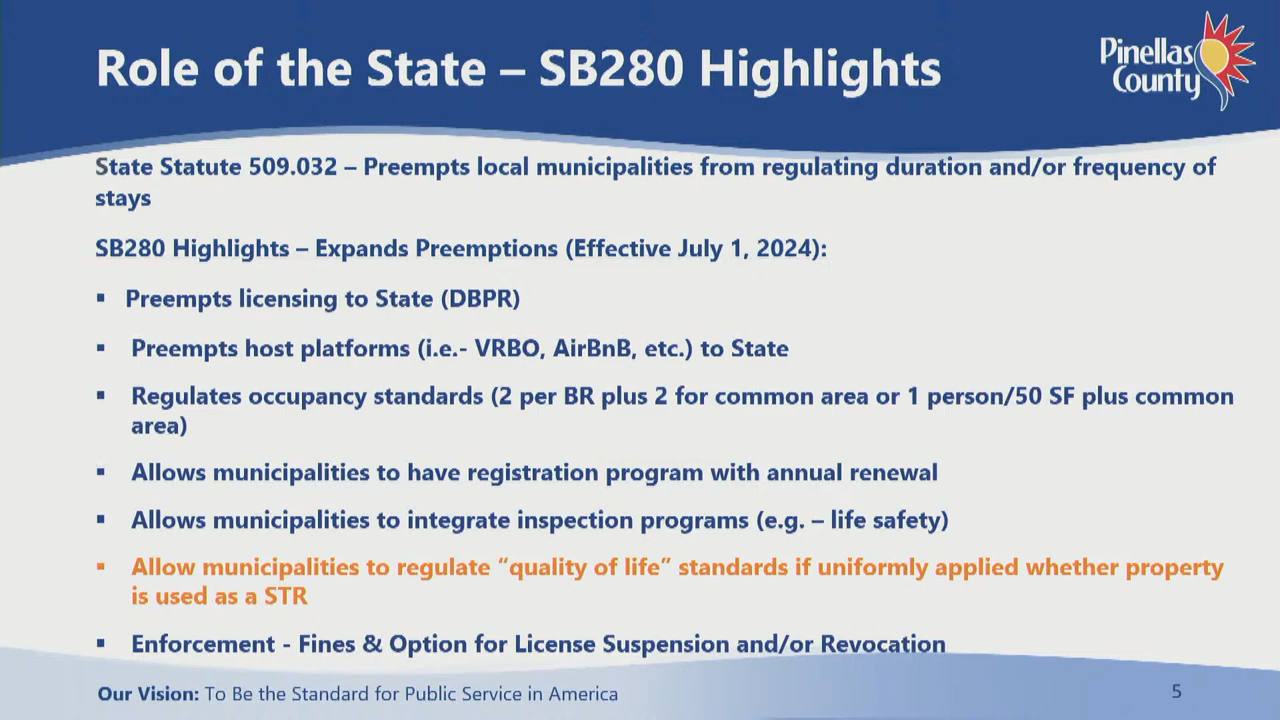 Role of the State – SB280 Highlights
Pinellas
County
State Statute 509.032 – Preempts local municipalities from regulating duration and/or frequency of
stays
SB280 Highlights – Expands Preemptions (Effective July 1, 2024):
▪ Preempts licensing to State (DBPR)
▪ Preempts host platforms (i.e.- VRBO, AirBnB, etc.) to State
▪ Regulates occupancy standards (2 per BR plus 2 for common area or 1 person/50 SF plus common
area)
▪ Allows municipalities to have registration program with annual renewal
▪ Allows municipalities to integrate inspection programs (e.g. – life safety)
▪ Allow municipalities to regulate “quality of life” standards if uniformly applied whether property
is used as a STR
▪ Enforcement - Fines & Option for License Suspension and/or Revocation
Our Vision: To Be the Standard for Public Service in America
5